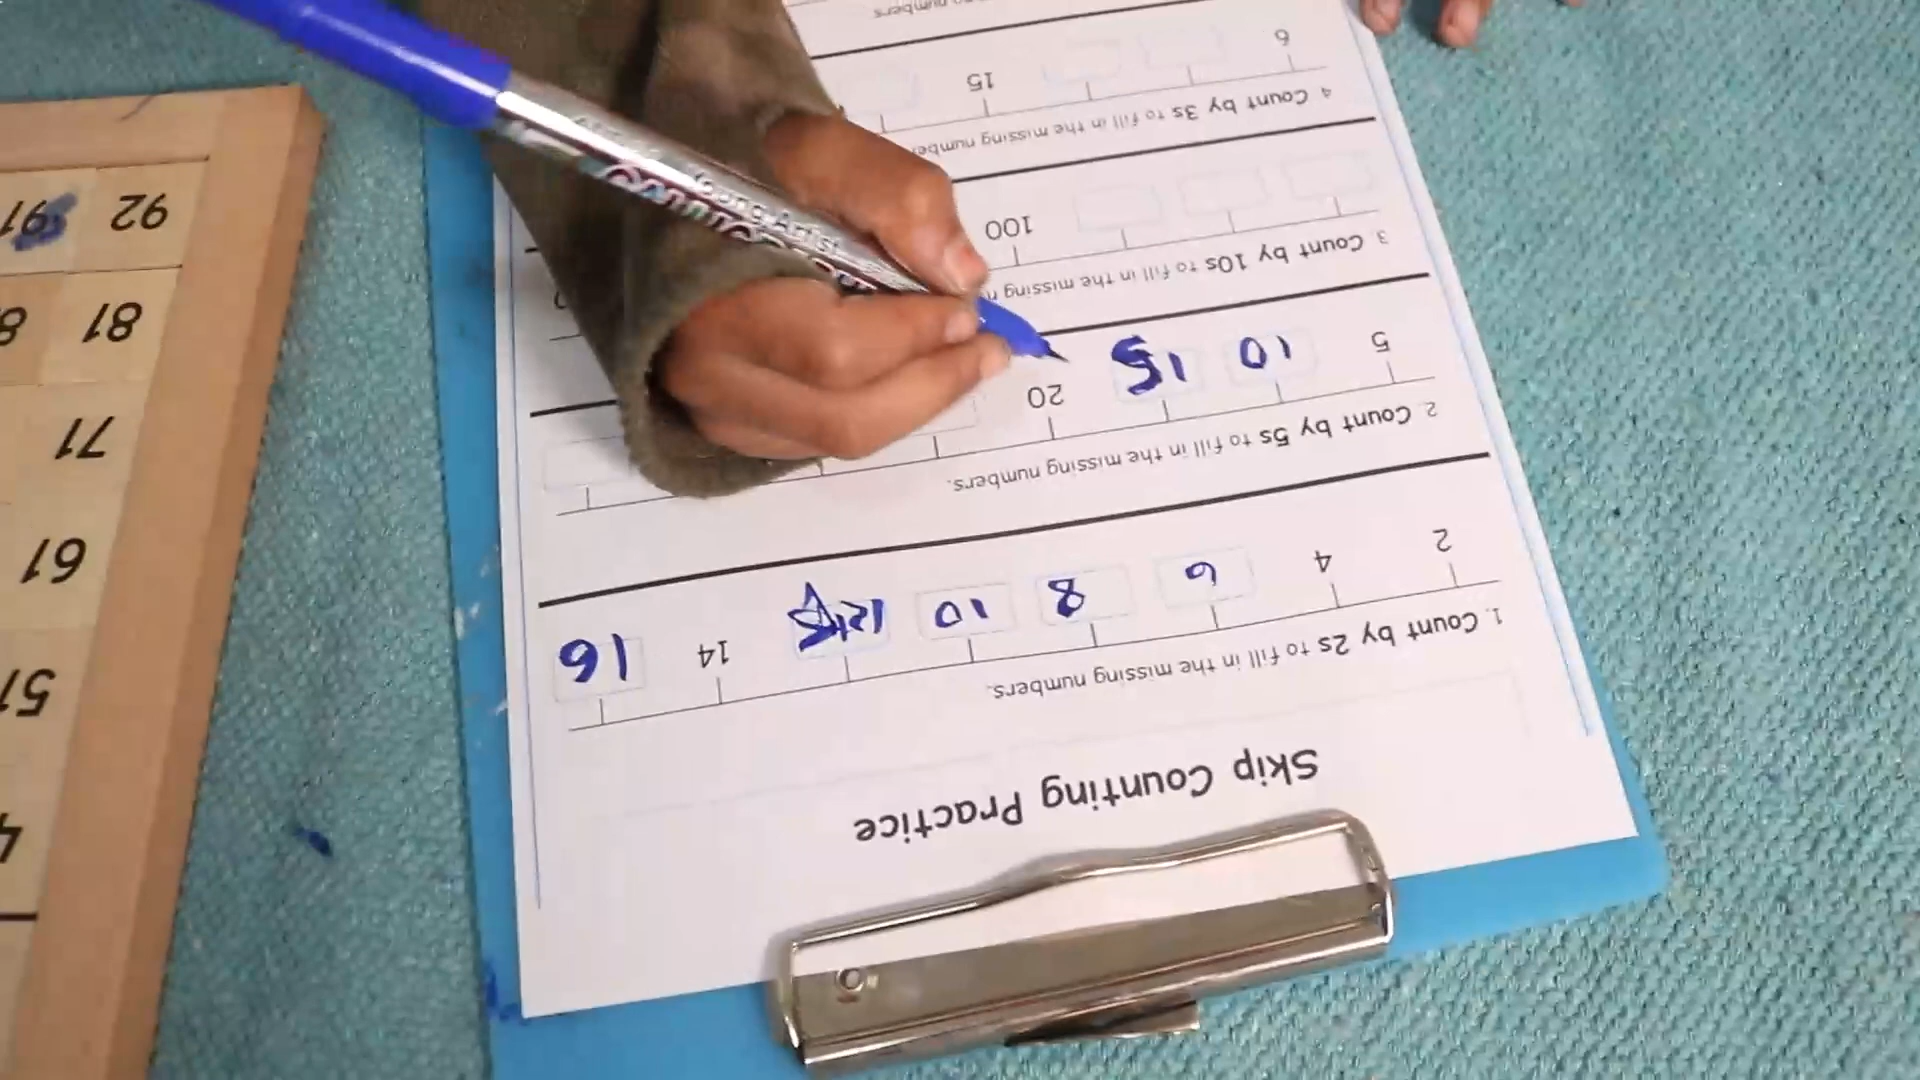 Skip Counting Practice
1. Count by 2s to fill in the missing numbers.
2 4 6 8 10 12 14 16
2. Count by 5s to fill in the missing numbers.
5 10 15 20
3. Count by 10s to fill in the missing
100
4. Count by 3s to fill in the missing
6 15
numbers
51
61
71
81
92 91